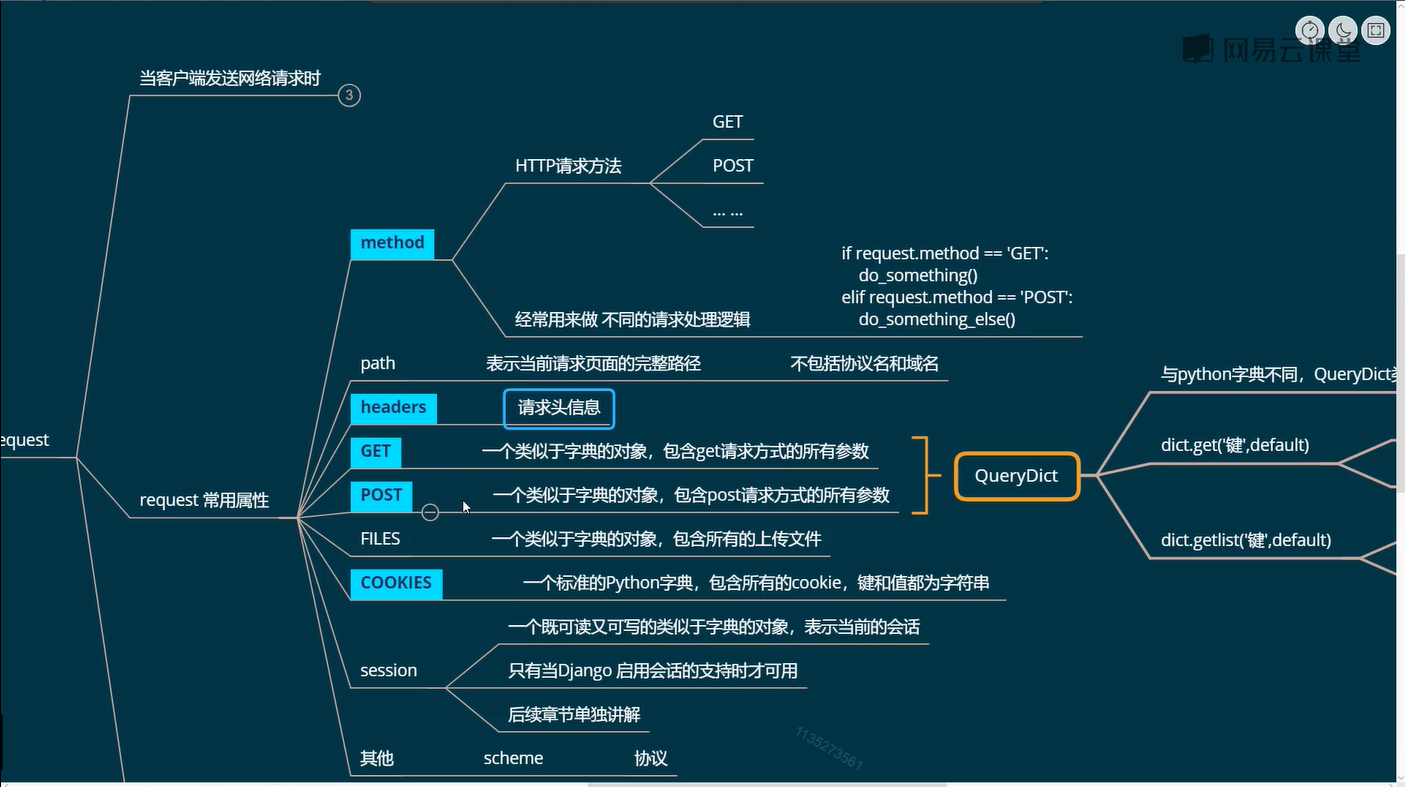 网易云课堂
当客户端发送网络请求时
3
GET
HTTP请求方法
POST
... ...
method
if request.method == 'GET':
do_something()
elif request.method == 'POST':
do_something_else()
经常用来做 不同的请求处理逻辑
path
表示当前请求页面的完整路径
不包括协议名和域名
与python字典不同，QueryDict类
headers
请求头信息
equest
GET
一个类似于字典的对象，包含get请求方式的所有参数
dict.get('键',default)
QueryDict
request 常用属性
POST
一个类似于字典的对象，包含post请求方式的所有参数
FILES
一个类似于字典的对象，包含所有的上传文件
dict.getlist('键',default)
COOKIES
一个标准的Python字典，包含所有的cookie，键和值都为字符串
一个既可读又可写的类似于字典的对象，表示当前的会话
session
只有当Django 启用会话的支持时才可用
后续章节单独讲解
其他
scheme
协议
1135273561